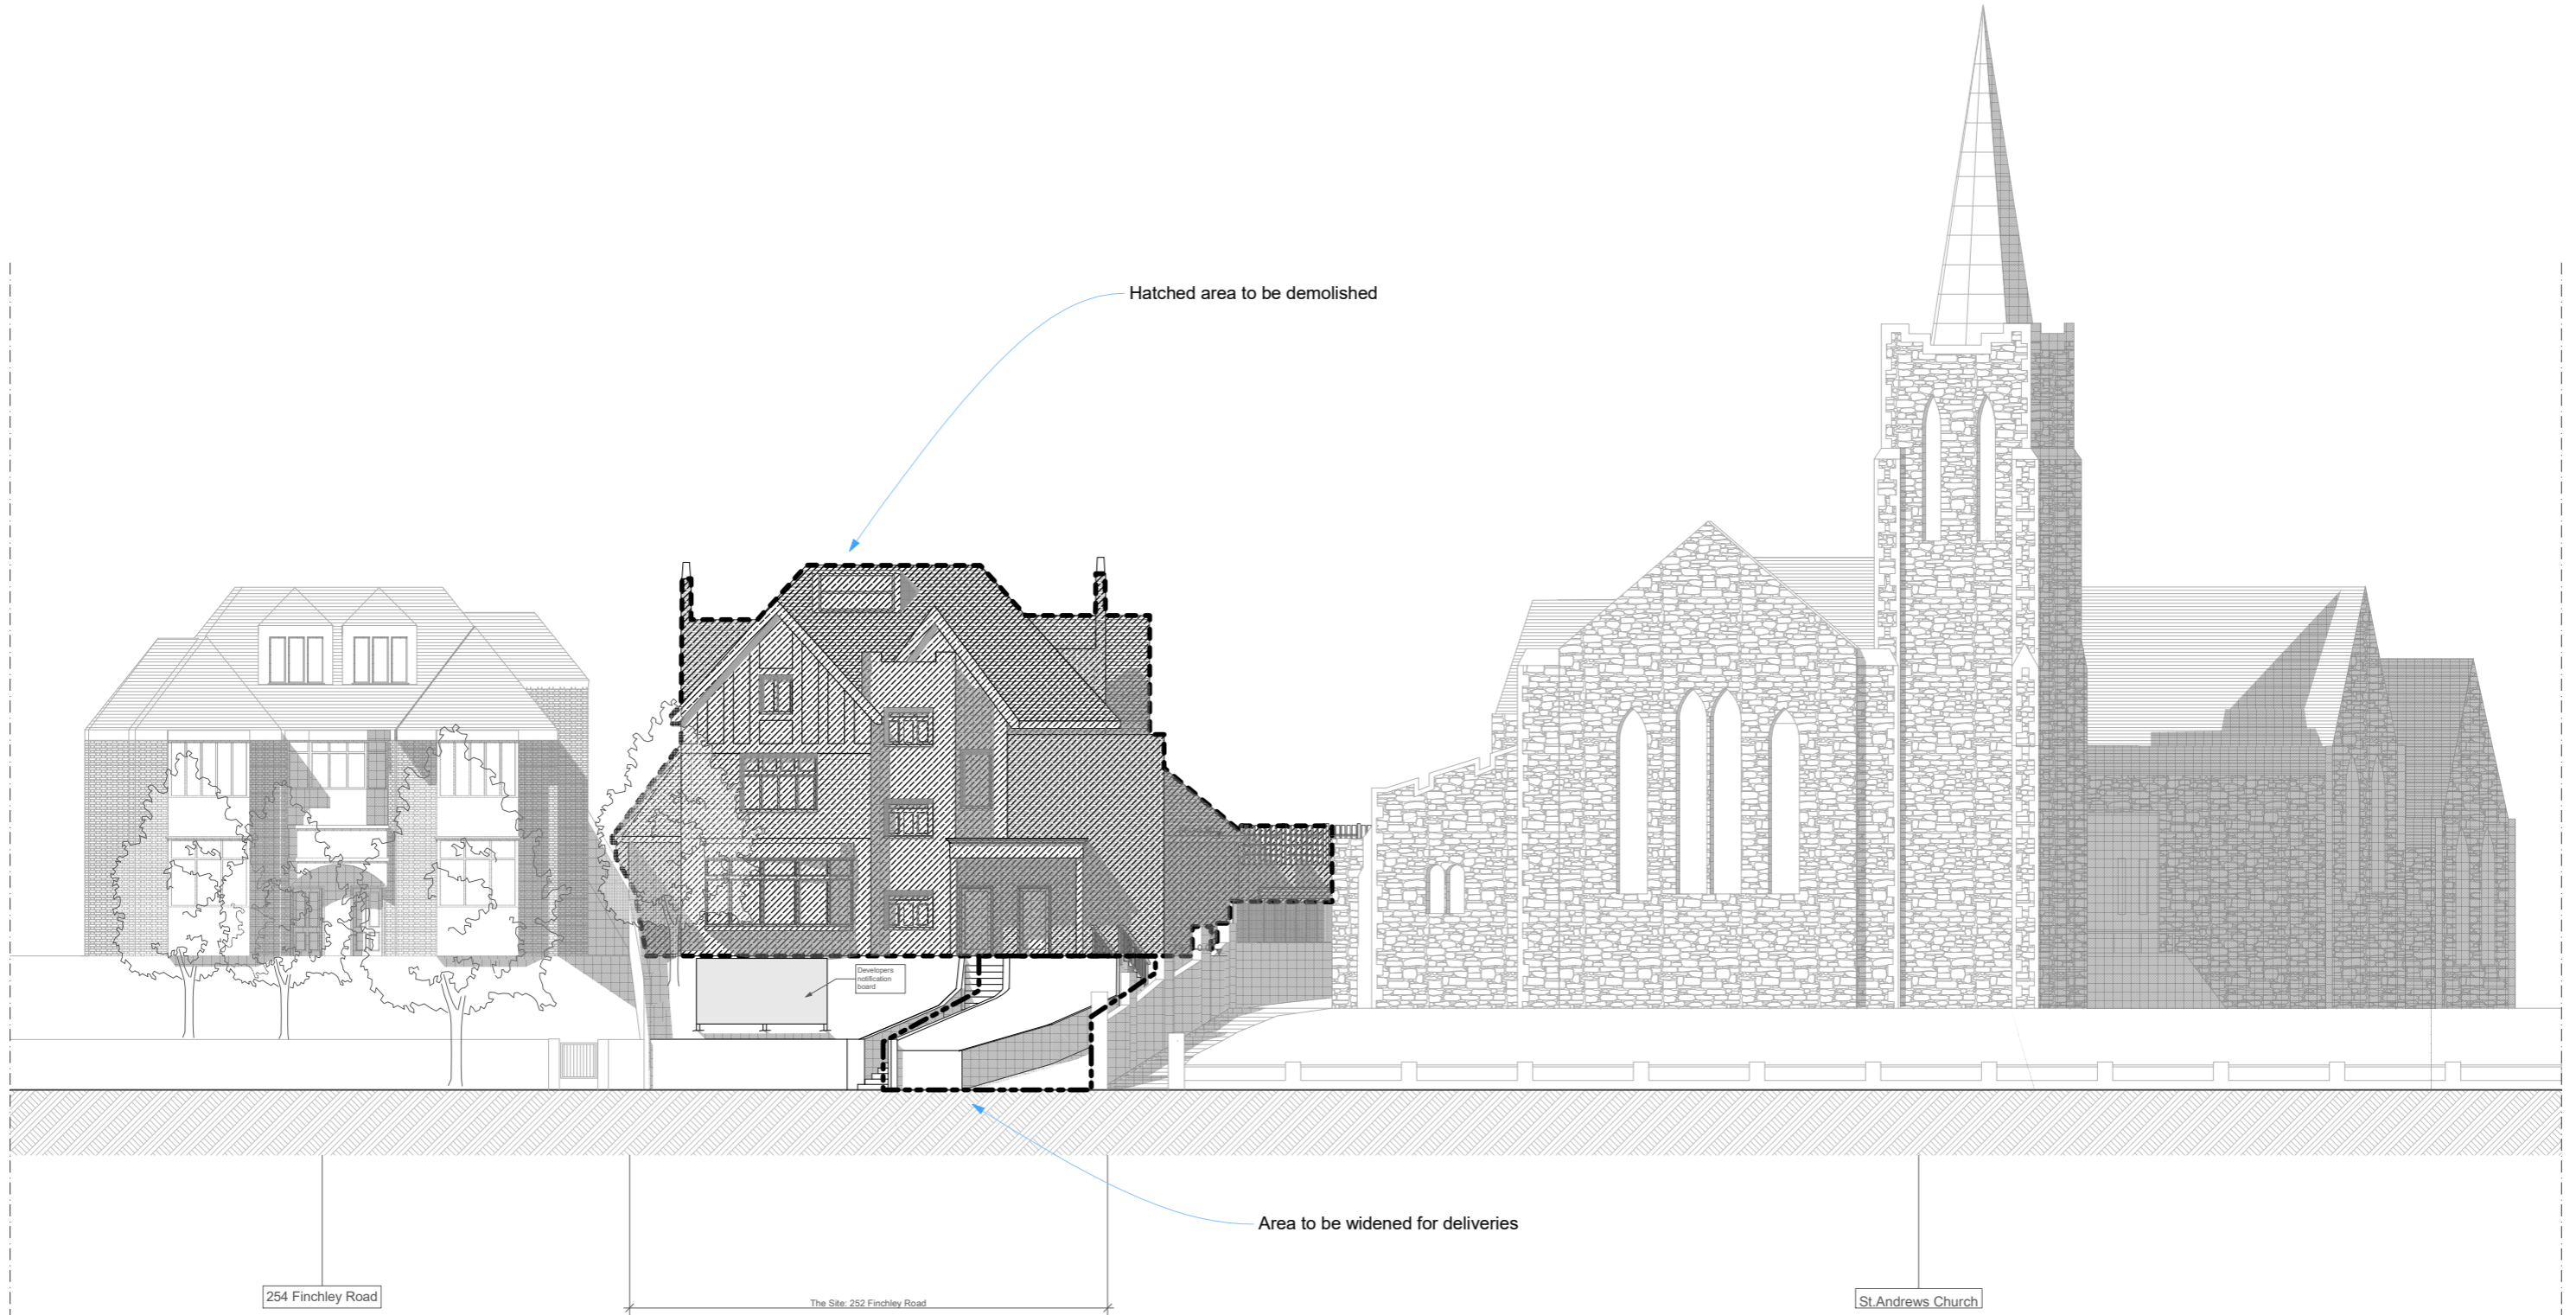 Hatched area to be demolished
Developers
notification
board
Area to be widened for deliveries
254 Finchley Road
The Site: 252 Finchley Road
St.Andrews Church